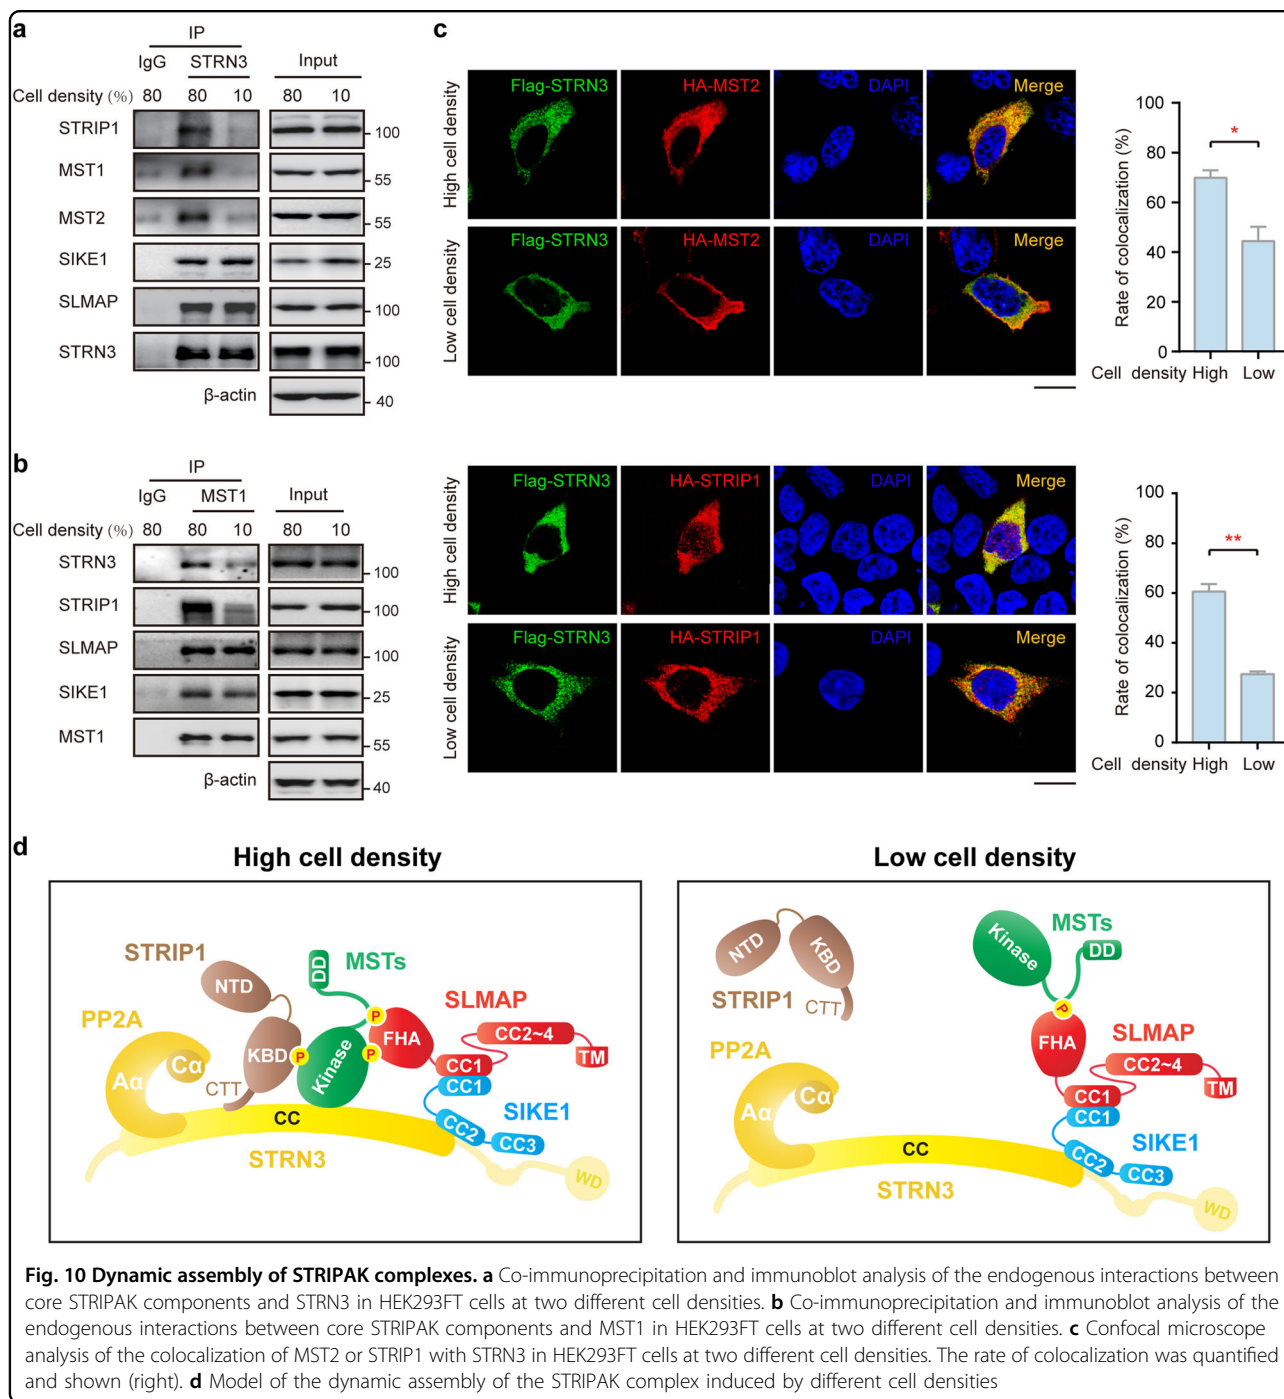 a
IP
IgG STRN3 Input
Cell density (%) 80 80 10 80 10
STRIP1 100
MST1 55
MST2 55
SIKE1 25
SLMAP 100
STRN3 100
β-actin 40
b
IP
IgG MST1 Input
Cell density (%) 80 80 10 80 10
STRN3 100
STRIP1 100
SLMAP 100
SIKE1 25
MST1 55
β-actin 40
c
High cell density
Flag-STRN3 HA-MST2 DAPI Merge
Low cell density
Flag-STRN3 HA-MST2 DAPI Merge
Rate of colocalization (%)
100
80
60
40
20
0
*
Cell density High Low
High cell density
Flag-STRN3 HA-STRIP1 DAPI Merge
Low cell density
Flag-STRN3 HA-STRIP1 DAPI Merge
Rate of colocalization (%)
100
80
60
40
20
0
**
Cell density High Low
d
High cell density
STRIP1
NTD
KBD
CTT
PP2A
Aα
Cα
DD
MSTs
Kinase
P
P
P
FHA
SLMAP
CC1
CC2~4
TM
CC1
SIKE1
CC2
CC3
CC
STRN3
WD
Low cell density
NTD
KBD
STRIP1
CTT
PP2A
Aα
Cα
Kinase
MSTs
DD
P
FHA
SLMAP
CC2~4
TM
CC1
CC1
SIKE1
CC2
CC3
CC
STRN3
WD
Fig. 10 Dynamic assembly of STRIPAK complexes. a Co-immunoprecipitation and immunoblot analysis of the endogenous interactions between
core STRIPAK components and STRN3 in HEK293FT cells at two different cell densities. b Co-immunoprecipitation and immunoblot analysis of the
endogenous interactions between core STRIPAK components and MST1 in HEK293FT cells at two different cell densities. c Confocal microscope
analysis of the colocalization of MST2 or STRIP1 with STRN3 in HEK293FT cells at two different cell densities. The rate of colocalization was quantified
and shown (right). d Model of the dynamic assembly of the STRIPAK complex induced by different cell densities